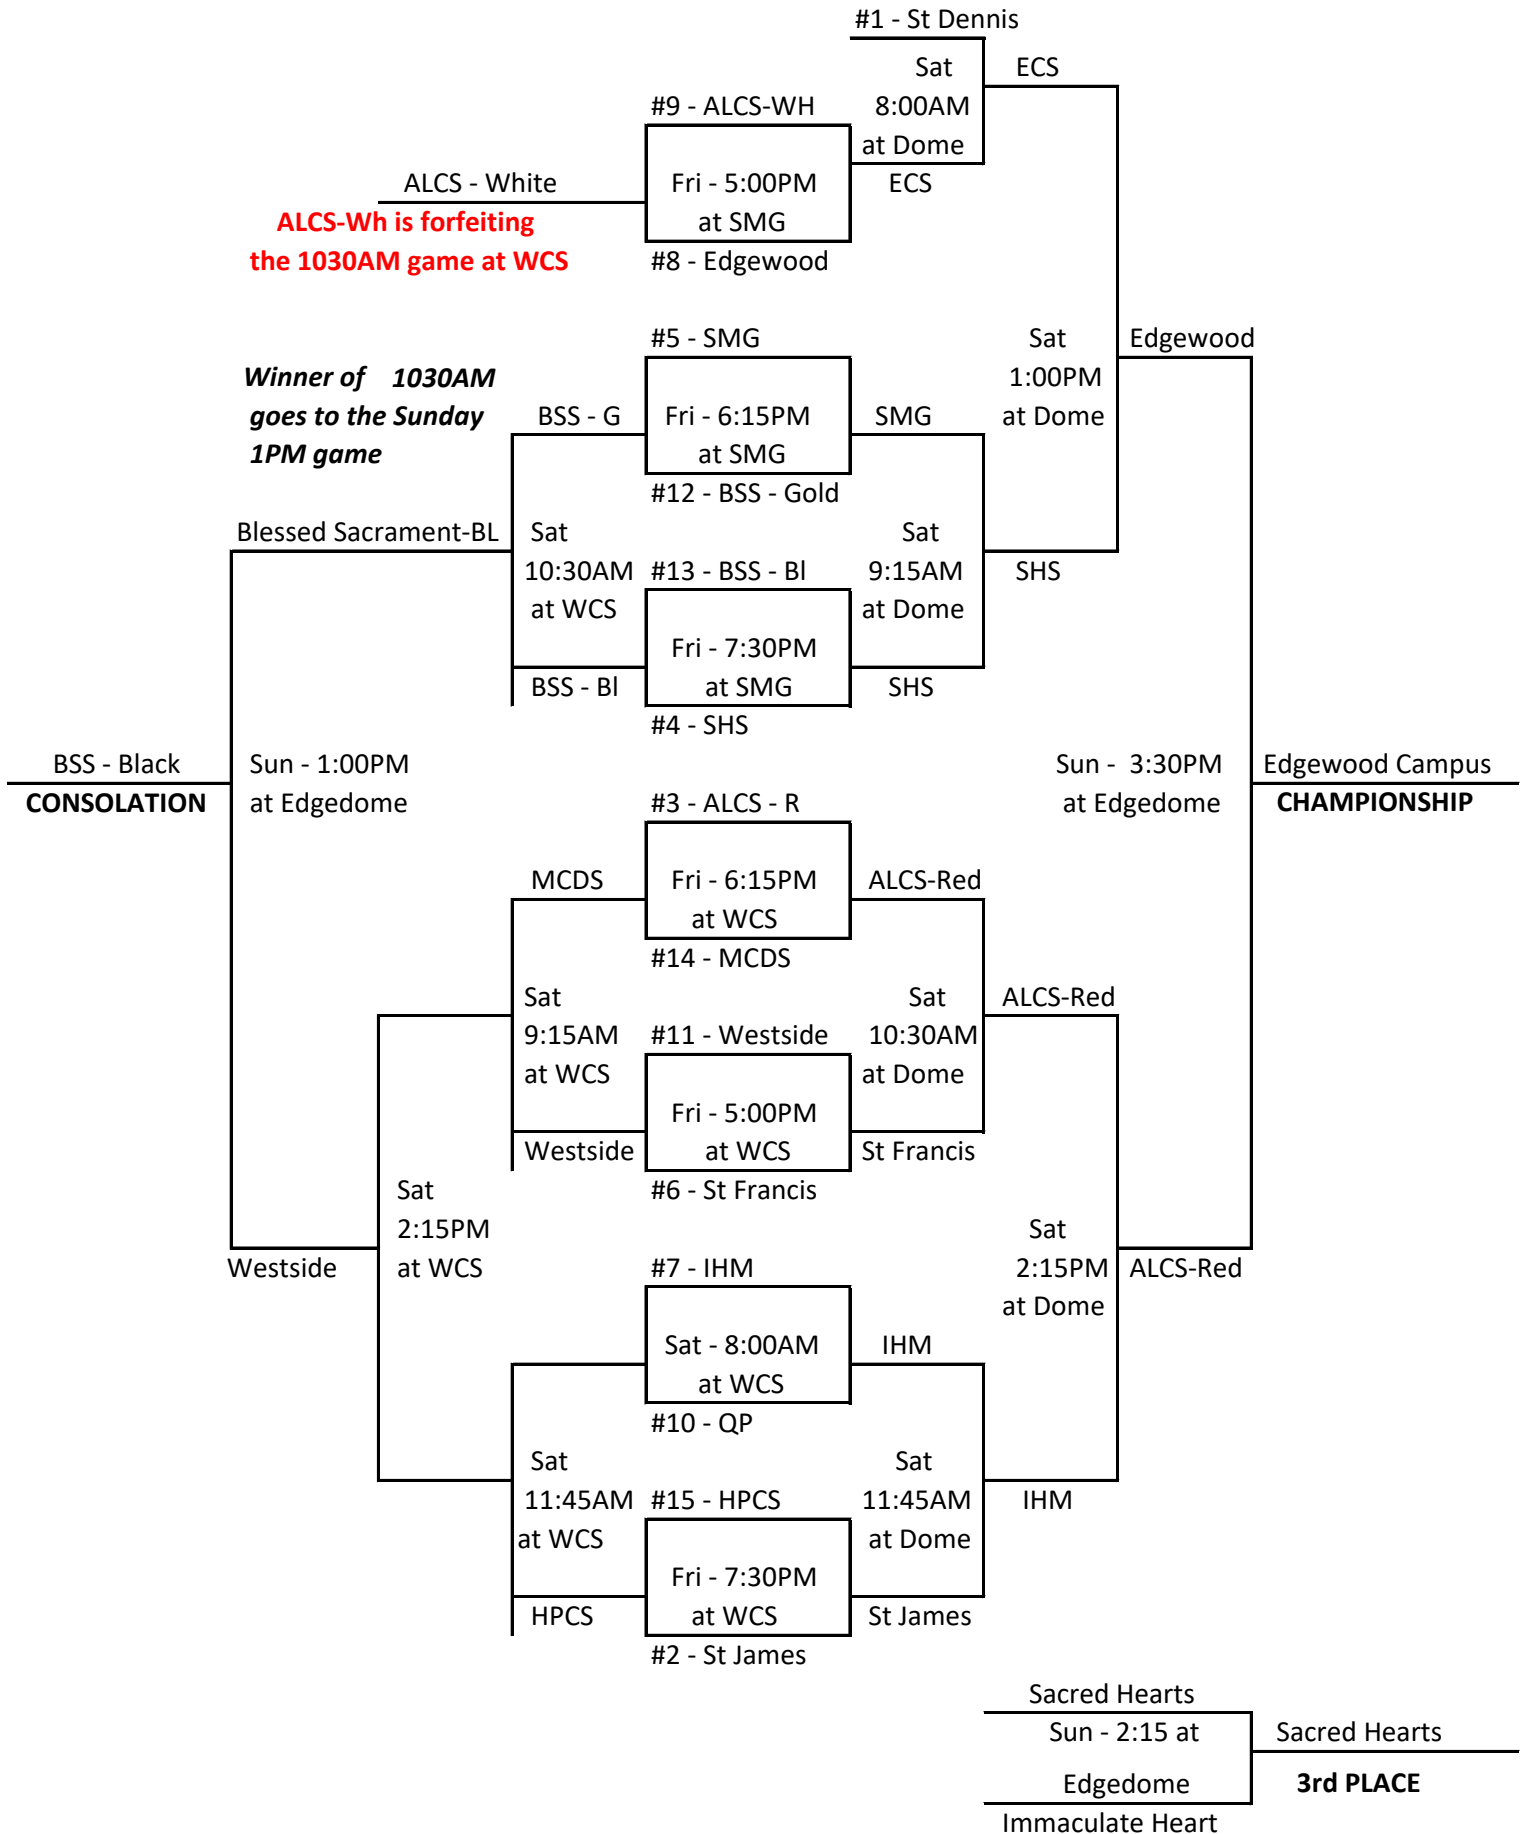 #1 - St Dennis
Sat
ECS
#9 - ALCS-WH
8:00AM
at Dome
ALCS - White
Fri - 5:00PM
ECS
ALCS-Wh is forfeiting
at SMG
the 1030AM game at WCS
#8 - Edgewood
#5 - SMG
Sat
Edgewood
Winner of 1030AM
1:00PM
goes to the Sunday
BSS - G
Fri - 6:15PM
SMG
at Dome
1PM game
at SMG
#12 - BSS - Gold
Blessed Sacrament-BL
Sat
Sat
10:30AM
#13 - BSS - Bl
9:15AM
SHS
at WCS
at Dome
Fri - 7:30PM
BSS - Bl
at SMG
SHS
#4 - SHS
BSS - Black
Sun - 1:00PM
Sun - 3:30PM
Edgewood Campus
CONSOLATION
at Edgedome
#3 - ALCS - R
at Edgedome
CHAMPIONSHIP
MCDS
Fri - 6:15PM
ALCS-Red
at WCS
#14 - MCDS
Sat
Sat
ALCS-Red
9:15AM
#11 - Westside
10:30AM
at WCS
at Dome
Fri - 5:00PM
Westside
at WCS
St Francis
Sat
#6 - St Francis
2:15PM
Sat
Westside
at WCS
#7 - IHM
2:15PM
ALCS-Red
at Dome
Sat - 8:00AM
IHM
at WCS
#10 - QP
Sat
Sat
11:45AM
#15 - HPCS
11:45AM
IHM
at WCS
at Dome
Fri - 7:30PM
HPCS
at WCS
St James
#2 - St James
Sacred Hearts
Sun - 2:15 at
Sacred Hearts
Edgedome
3rd PLACE
Immaculate Heart